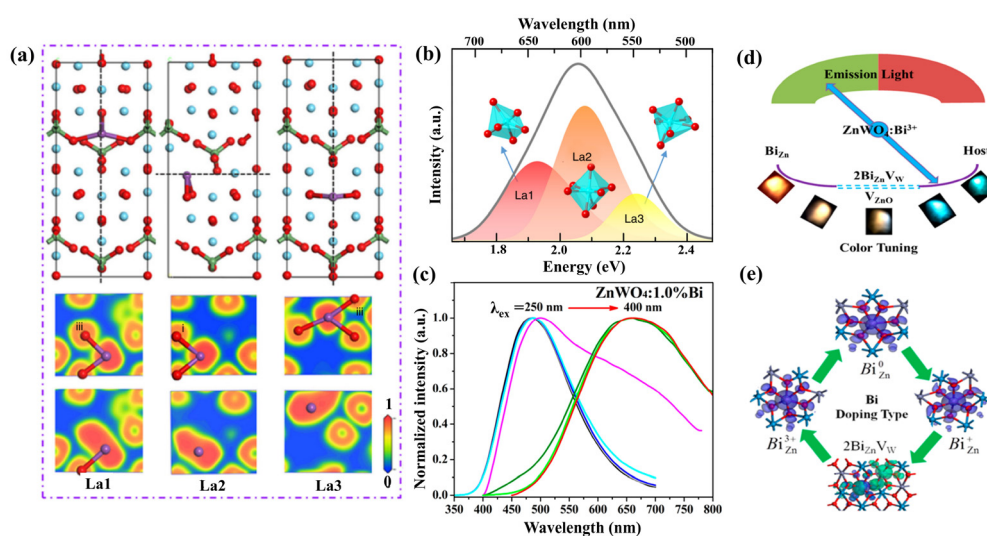 (a)
iii
i
iii
1
0
La1
La2
La3
(b)
Wavelength (nm)
700
650
600
550
500
Intensity (a.u.)
La1
La2
La3
1.8
2.0
2.2
2.4
Energy (eV)
(c)
ZnWO4:1.0%Bi
λex =250 nm → 400 nm
Normalized intensity (a.u.)
1.0
0.8
0.6
0.4
0.2
0.0
350 400 450 500 550 600 650 700 750 800
Wavelength (nm)
(d)
Emission Light
ZnWO4:Bi3+
BiZn
Host
2BiZnVW
VZnO
Color Tuning
(e)
Bi0Zn
Bi
Doping Type
Bi3+Zn
Bi+Zn
2BiZnVW